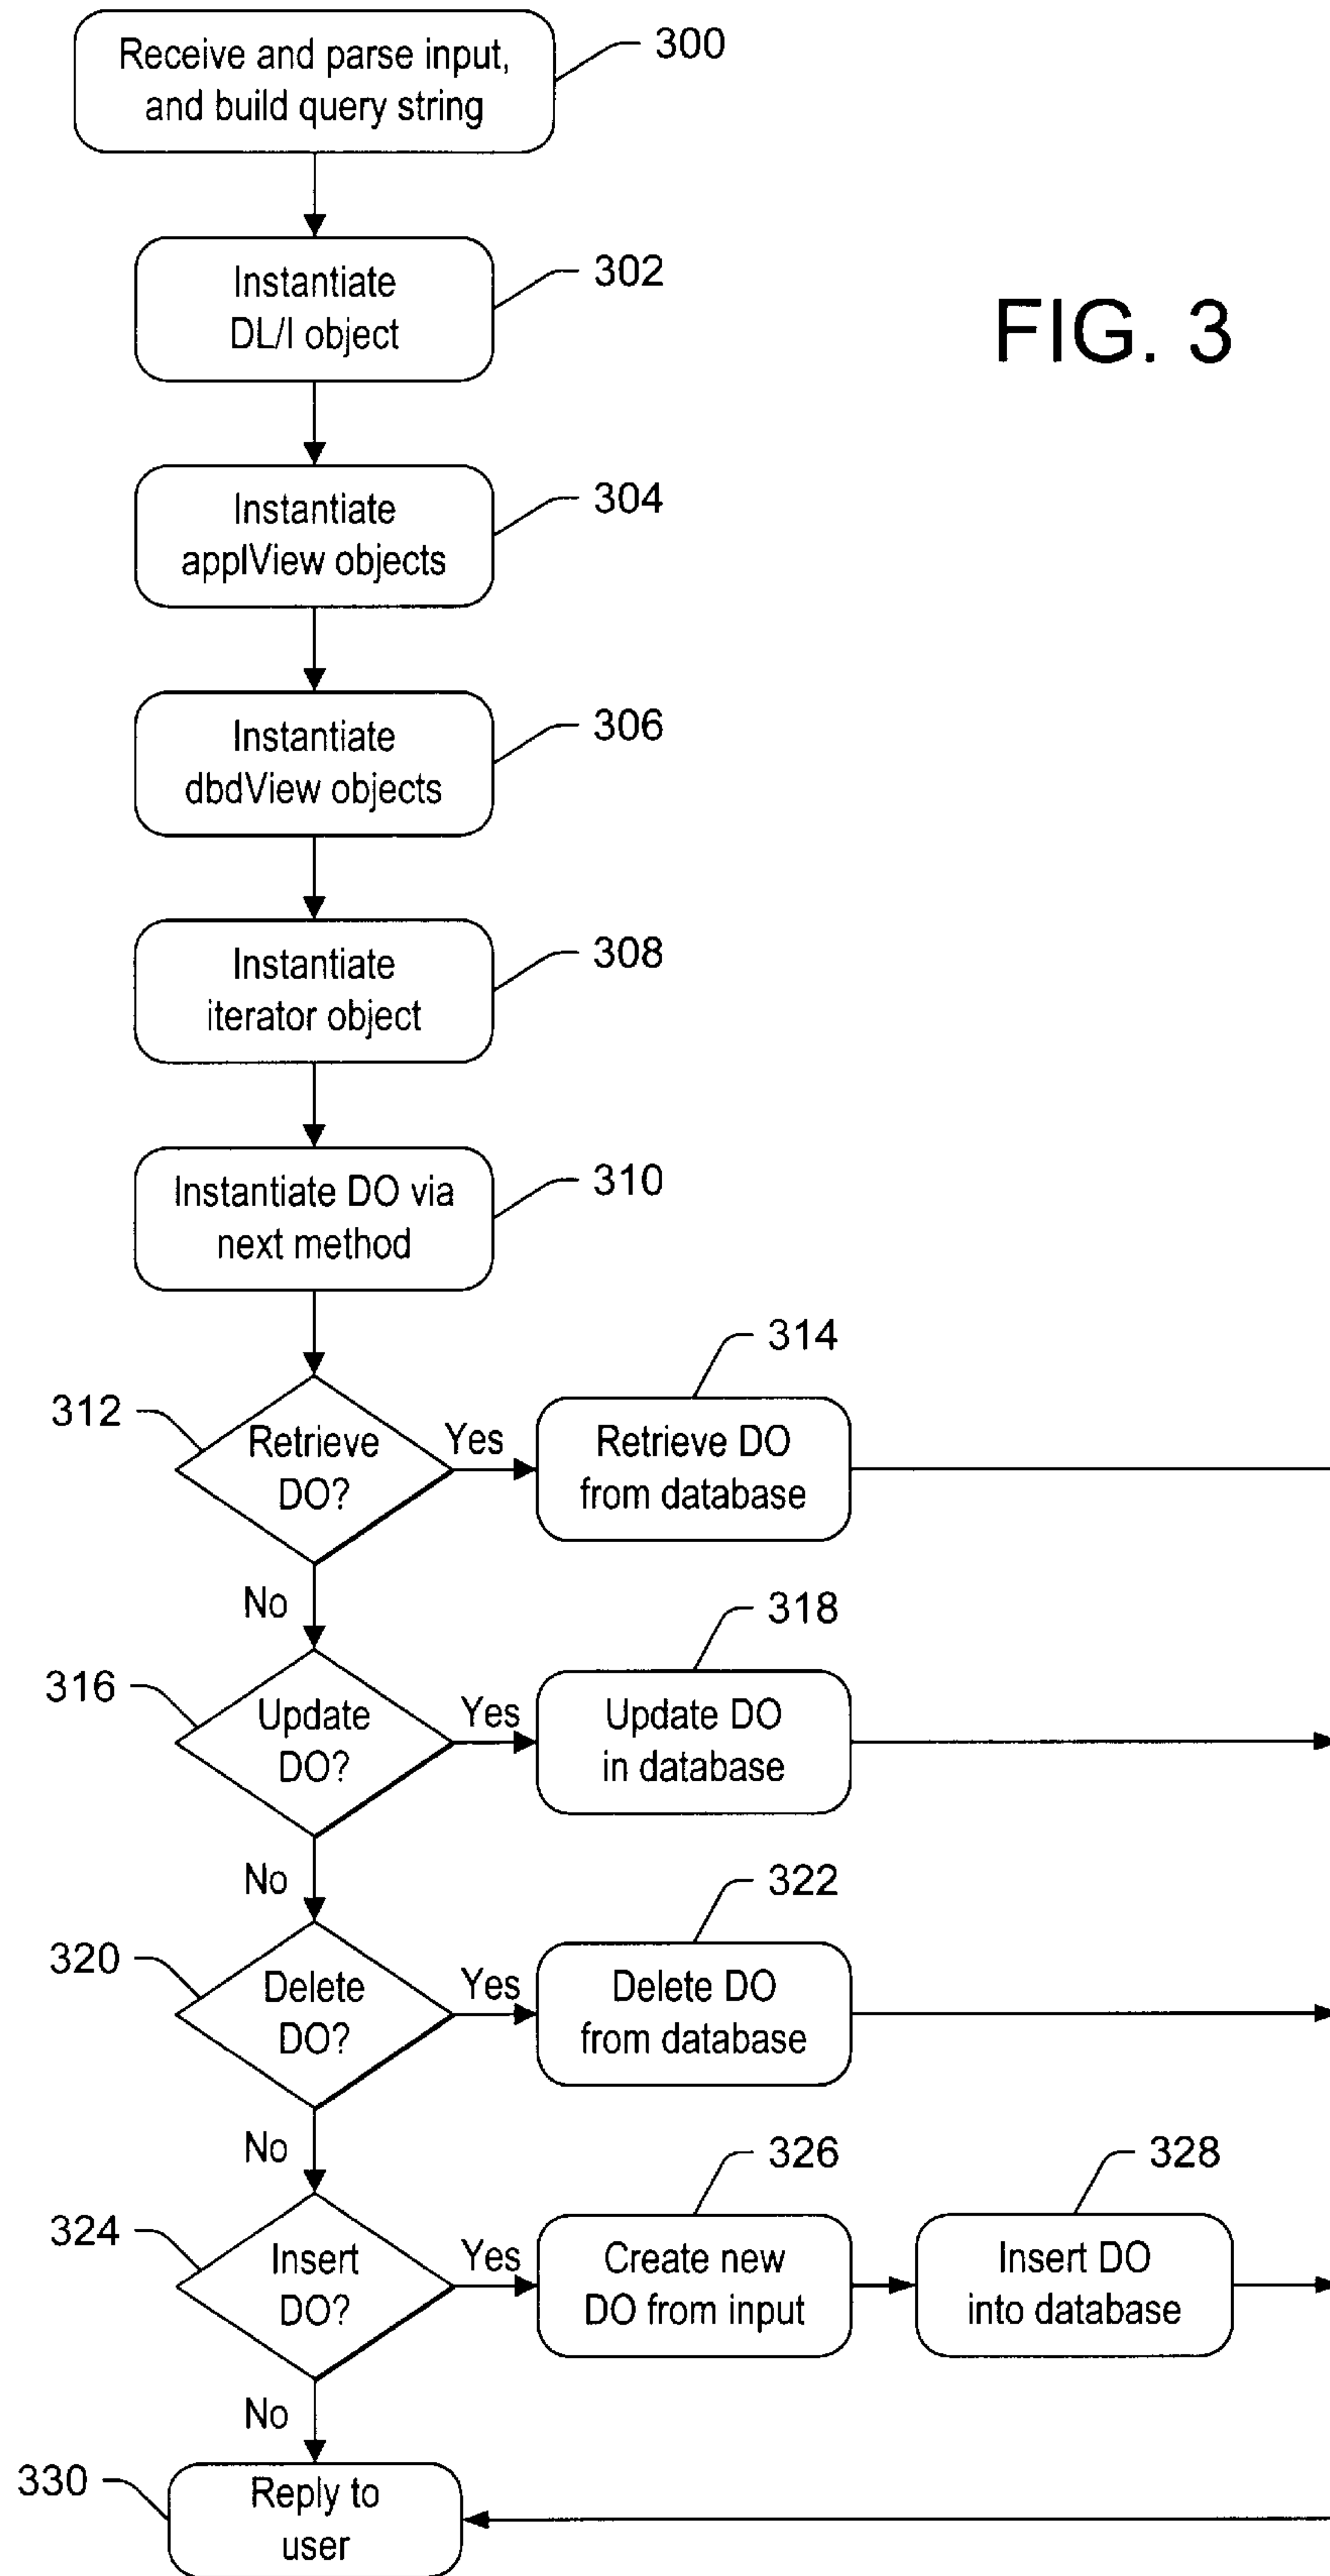 Receive and parse input,
and build query string
300
Instantiate
DL/I object
302
FIG. 3
Instantiate
applView objects
304
Instantiate
dbdView objects
306
Instantiate
iterator object
308
Instantiate DO via
next method
310
312
Retrieve
DO?
Yes
Retrieve DO
from database
314
No
316
Update
DO?
Yes
Update DO
in database
318
No
320
Delete
DO?
Yes
Delete DO
from database
322
No
324
Insert
DO?
Yes
Create new
DO from input
326
Insert DO
into database
328
No
330
Reply to
user